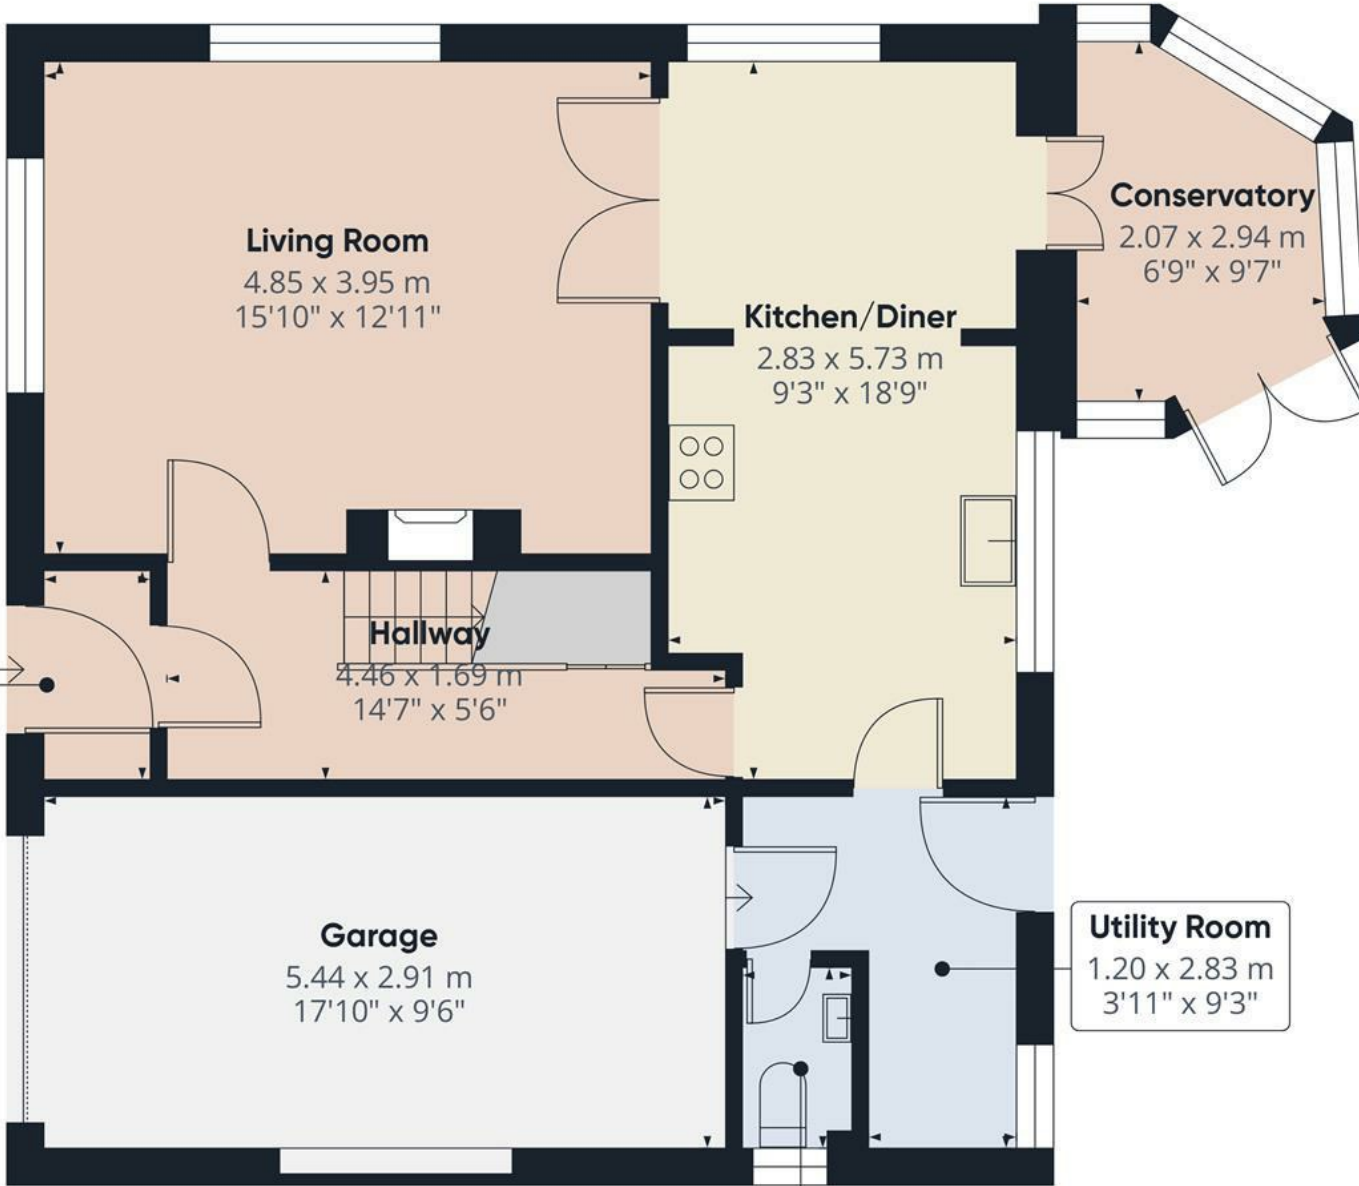 Living Room
4.85 x 3.95 m
15'10" x 12'11"
Conservatory
2.07 x 2.94 m
6'9" x 9'7"
Kitchen/Diner
2.83 x 5.73 m
9'3" x 18'9"
Hallway
4.46 x 1.69 m
14'7" x 5'6"
Garage
5.44 x 2.91 m
17'10" x 9'6"
Utility Room
1.20 x 2.83 m
3'11" x 9'3"